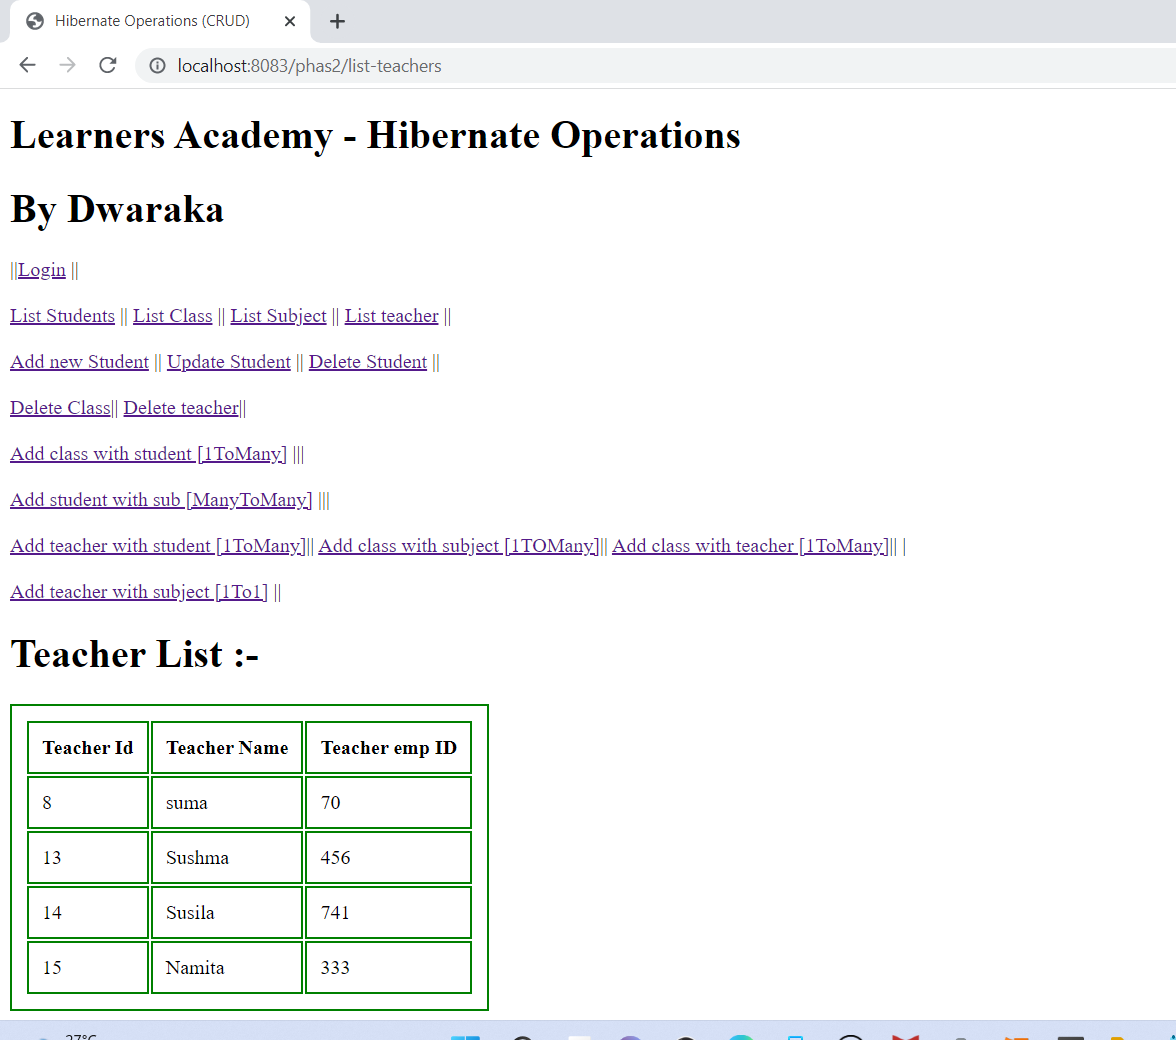 Hibernate Operations (CRUD)
localhost:8083/phas2/list-teachers
Learners Academy - Hibernate Operations
By Dwaraka
||Login ||
List Students || List Class || List Subject || List teacher ||
Add new Student || Update Student || Delete Student ||
Delete Class|| Delete teacher||
Add class with student [1ToMany] |||
Add student with sub [ManyToMany] |||
Add teacher with student [1ToMany]|| Add class with subject [1TOMany]|| Add class with teacher [1ToMany]|| |
Add teacher with subject [1To1] ||
Teacher List :-
Teacher Id Teacher Name Teacher emp ID
8 suma 70
13 Sushma 456
14 Susila 741
15 Namita 333
27°C